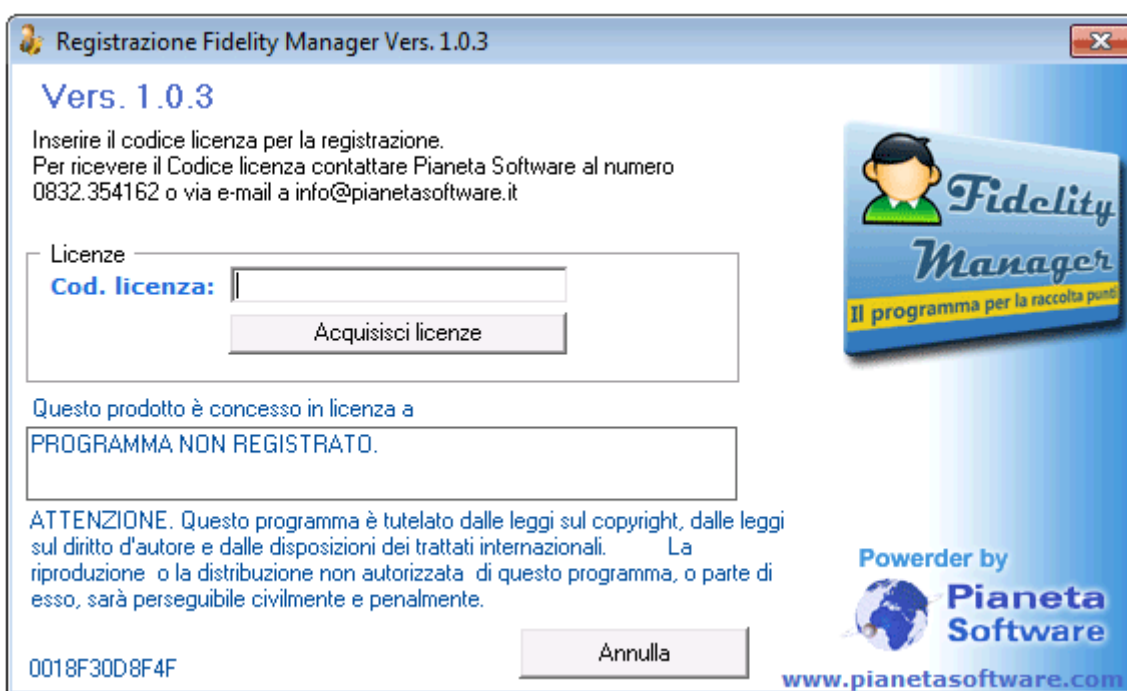 Registrazione Fidelity Manager Vers. 1.0.3
Vers. 1.0.3
Inserire il codice licenza per la registrazione.
Per ricevere il Codice licenza contattare Pianeta Software al numero
0832.354162 o via e-mail a info@pianetasoftware.it
Fidelity
Manager
Il programma per la raccolta punti
Licenze
Cod. licenza:
Acquisisci licenze
Questo prodotto è concesso in licenza a
PROGRAMMA NON REGISTRATO.
ATTENZIONE. Questo programma è tutelato dalle leggi sul copyright, dalle leggi
sul diritto d'autore e dalle disposizioni dei trattati internazionali. La
riproduzione o la distribuzione non autorizzata di questo programma, o parte di
esso, sarà perseguibile civilmente e penalmente.
Powerder by
Pianeta
Software
Annulla
0018F30D8F4F
www.pianetasoftware.com